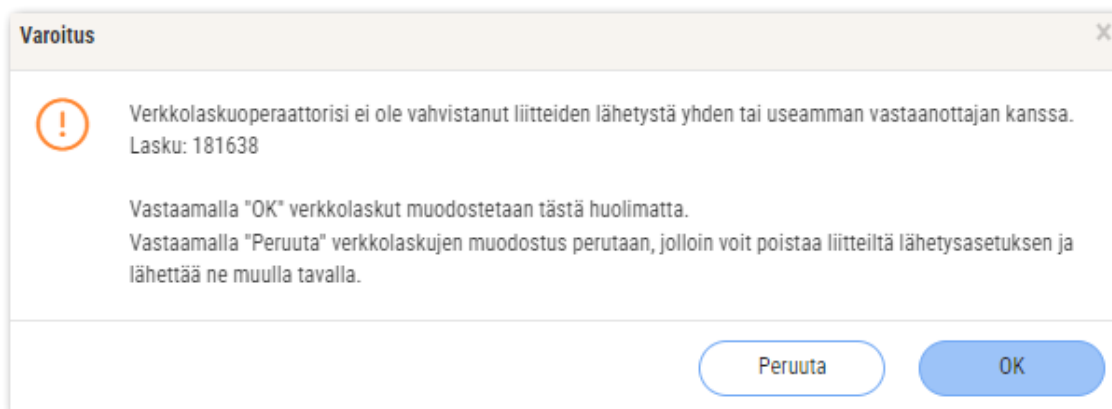 Varoitus
Verkkolaskuoperaattorisi ei ole vahvistanut liitteiden lähetystä yhden tai useamman vastaanottajan kanssa.
Lasku: 181638
Vastaamalla "OK" verkkolaskut muodostetaan tästä huolimatta.
Vastaamalla "Peruuta" verkkolaskujen muodostus perutaan, jolloin voit poistaa liitteiltä lähetysasetuksen ja
lähettää ne muulla tavalla.
Peruuta
OK